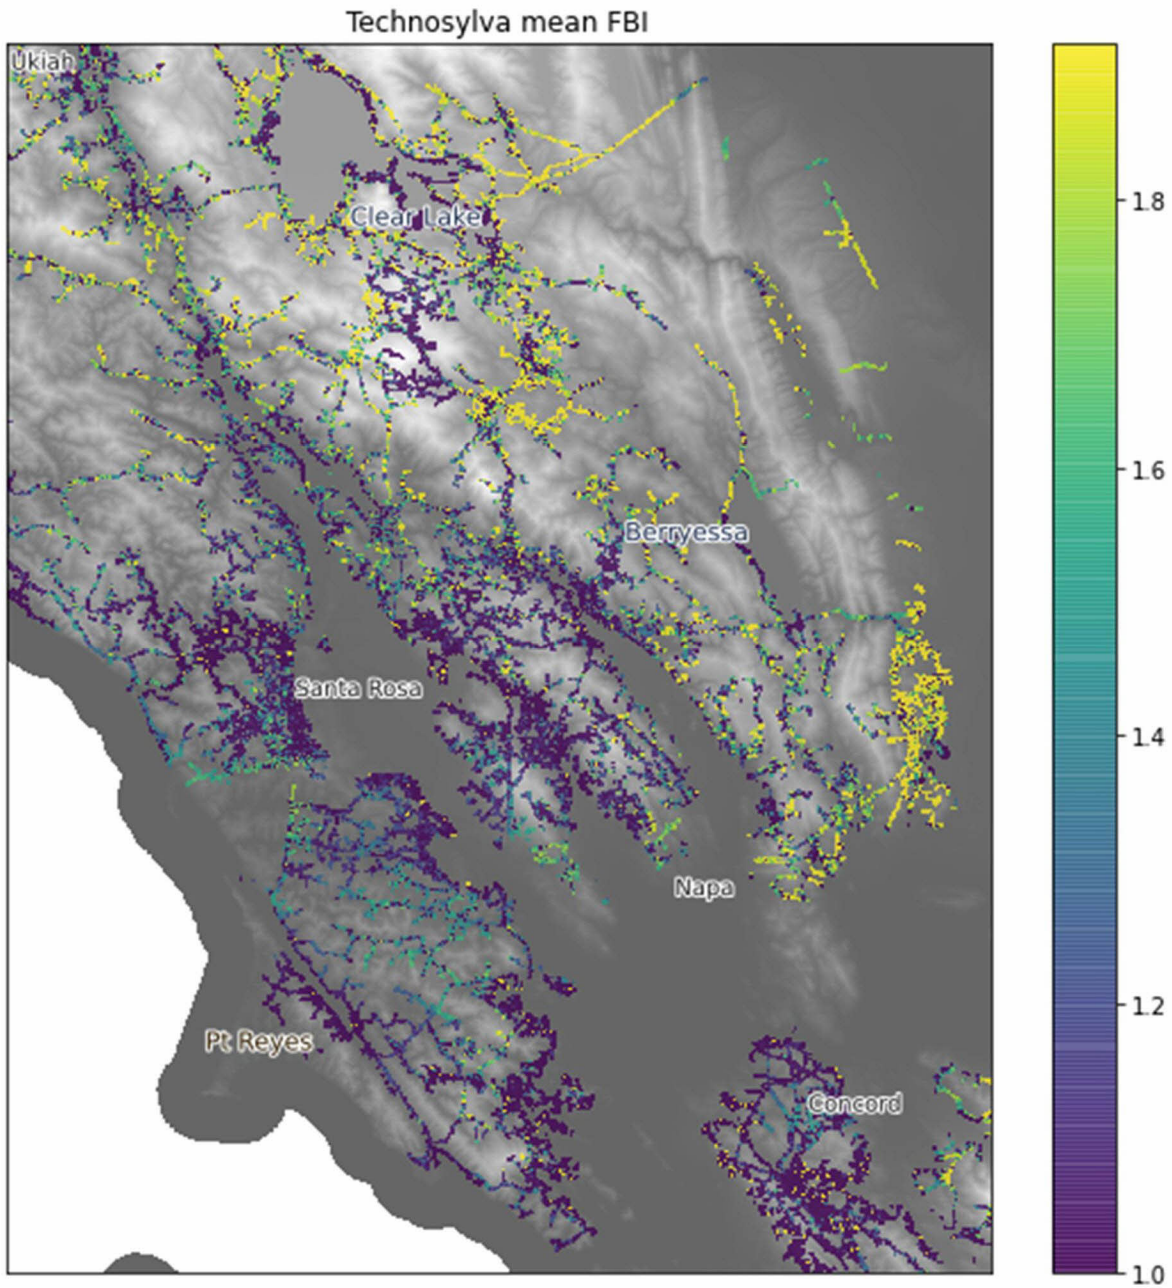 Technosylva mean FBI
Ukiah
Clear Lake
Berryessa
Santa Rosa
Napa
Pt Reyes
Concord
1.8
1.6
1.4
1.2
1.0